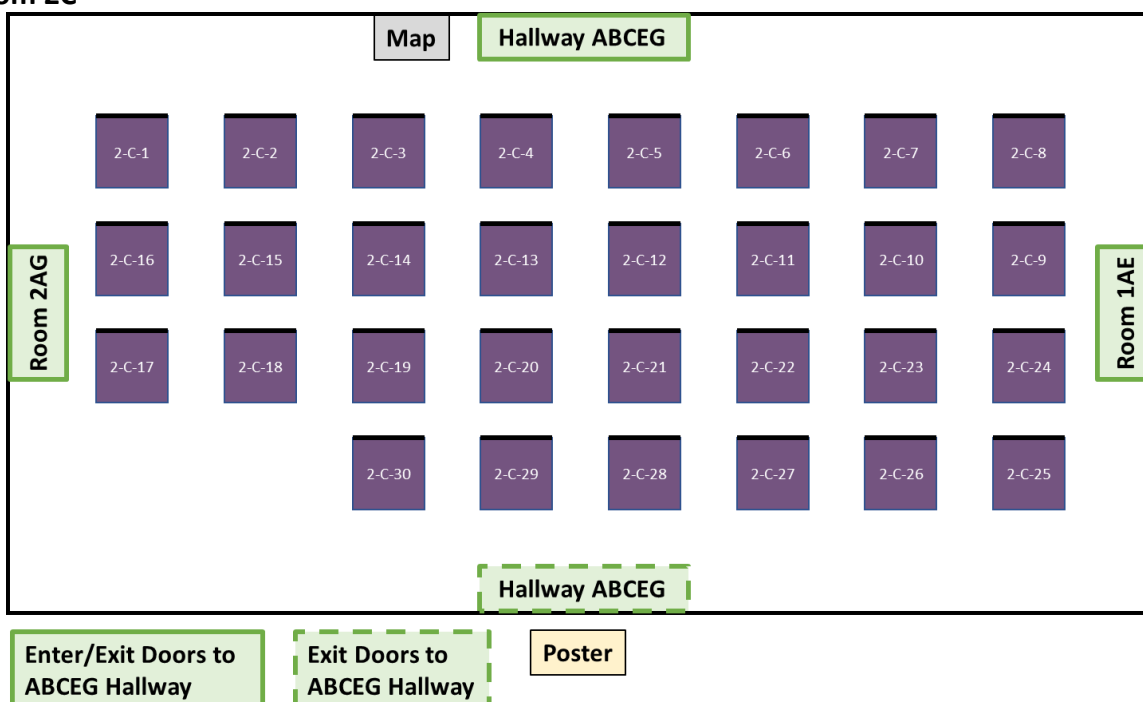 Map
Hallway ABCEG
2-C-1 2-C-2 2-C-3 2-C-4 2-C-5 2-C-6 2-C-7 2-C-8
2-C-16 2-C-15 2-C-14 2-C-13 2-C-12 2-C-11 2-C-10 2-C-9
Room 2AG
Room 1AE
2-C-17 2-C-18 2-C-19 2-C-20 2-C-21 2-C-22 2-C-23 2-C-24
2-C-30 2-C-29 2-C-28 2-C-27 2-C-26 2-C-25
Hallway ABCEG
Enter/Exit Doors to
ABCEG Hallway
Exit Doors to
ABCEG Hallway
Poster